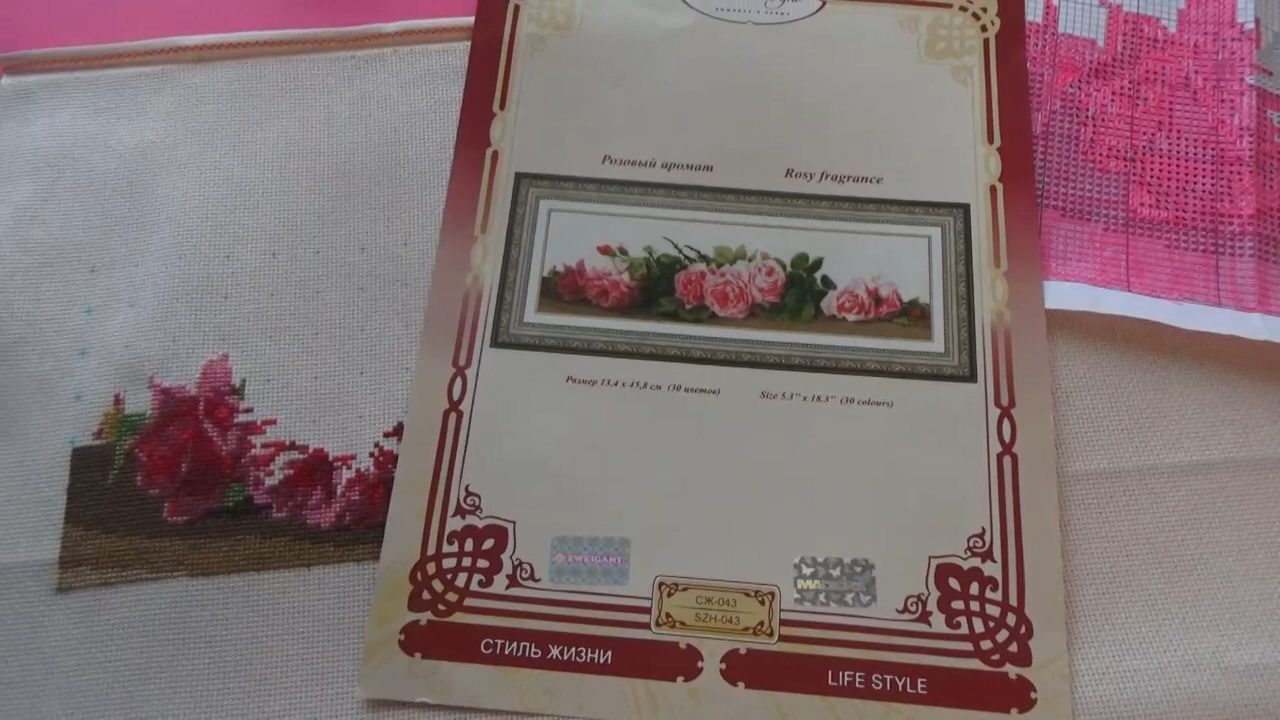 Розовый аромат
Rosy fragrance
Размер 13,4 x 45,8 см (30 цветов)
Size 5.3" x 18.3" (30 colours)
ZWEIGART
СЖ-043
SZH-043
СТИЛЬ ЖИЗНИ
LIFE STYLE